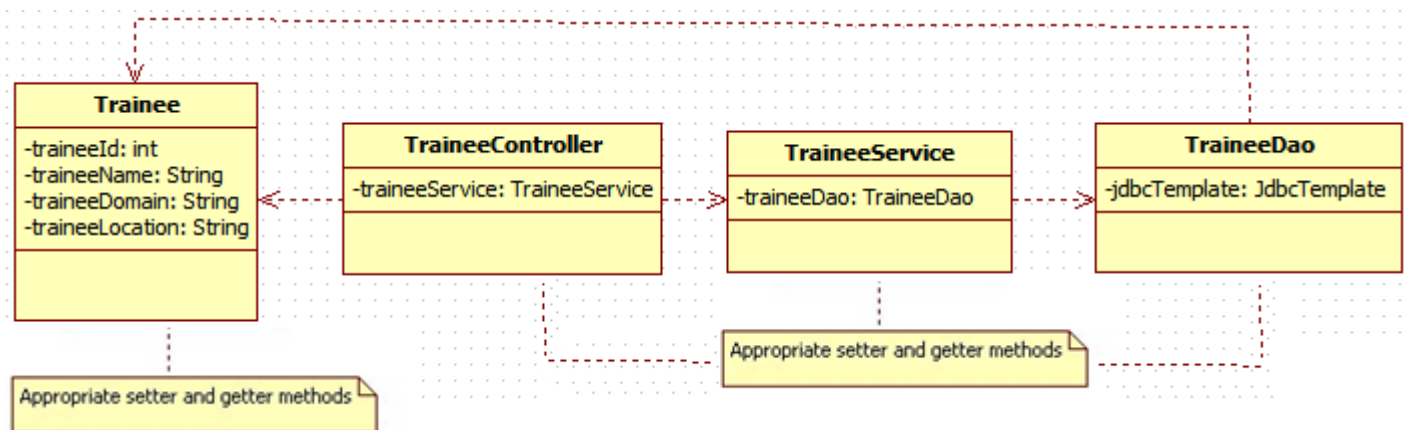 Trainee
-traineeId: int
-traineeName: String
-traineeDomain: String
-traineeLocation: String
Appropriate setter and getter methods
TraineeController
-traineeService: TraineeService
TraineeService
-traineeDao: TraineeDao
Appropriate setter and getter methods
TraineeDao
-jdbcTemplate: JdbcTemplate